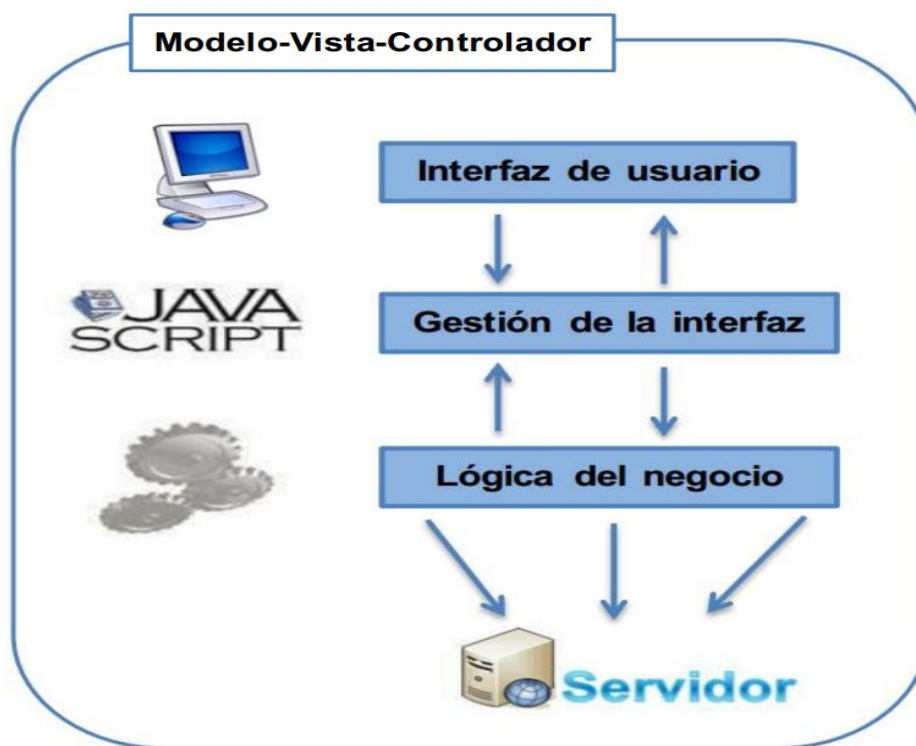 Modelo-Vista-Controlador
Interfaz de usuario
JAVA
SCRIPT
Gestión de la interfaz
Lógica del negocio
Servidor